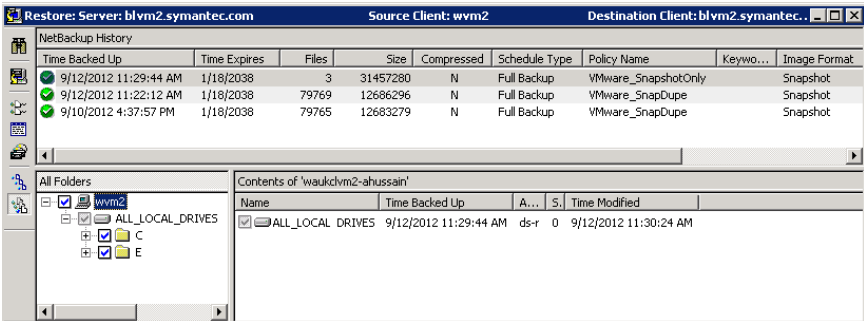 Restore: Server: blvm2.symantec.com Source Client: wvm2 Destination Client: blvm2.symantec..
NetBackup History
Time Backed Up Time Expires Files Size Compressed Schedule Type Policy Name Keywo... Image Format
9/12/2012 11:29:44 AM 1/18/2038 3 31457280 N Full Backup VMware_SnapshotOnly Snapshot
9/12/2012 11:22:12 AM 1/18/2038 79769 12686296 N Full Backup VMware_SnapDupe Snapshot
9/10/2012 4:37:57 PM 1/18/2038 79765 12683279 N Full Backup VMware_SnapDupe Snapshot
All Folders
Contents of 'waukclvm2-ahussain'
wvm2
ALL_LOCAL_DRIVES
C
E
Name Time Backed Up A... S. Time Modified
ALL_LOCAL DRIVES 9/12/2012 11:29:44 AM ds-r 0 9/12/2012 11:30:24 AM